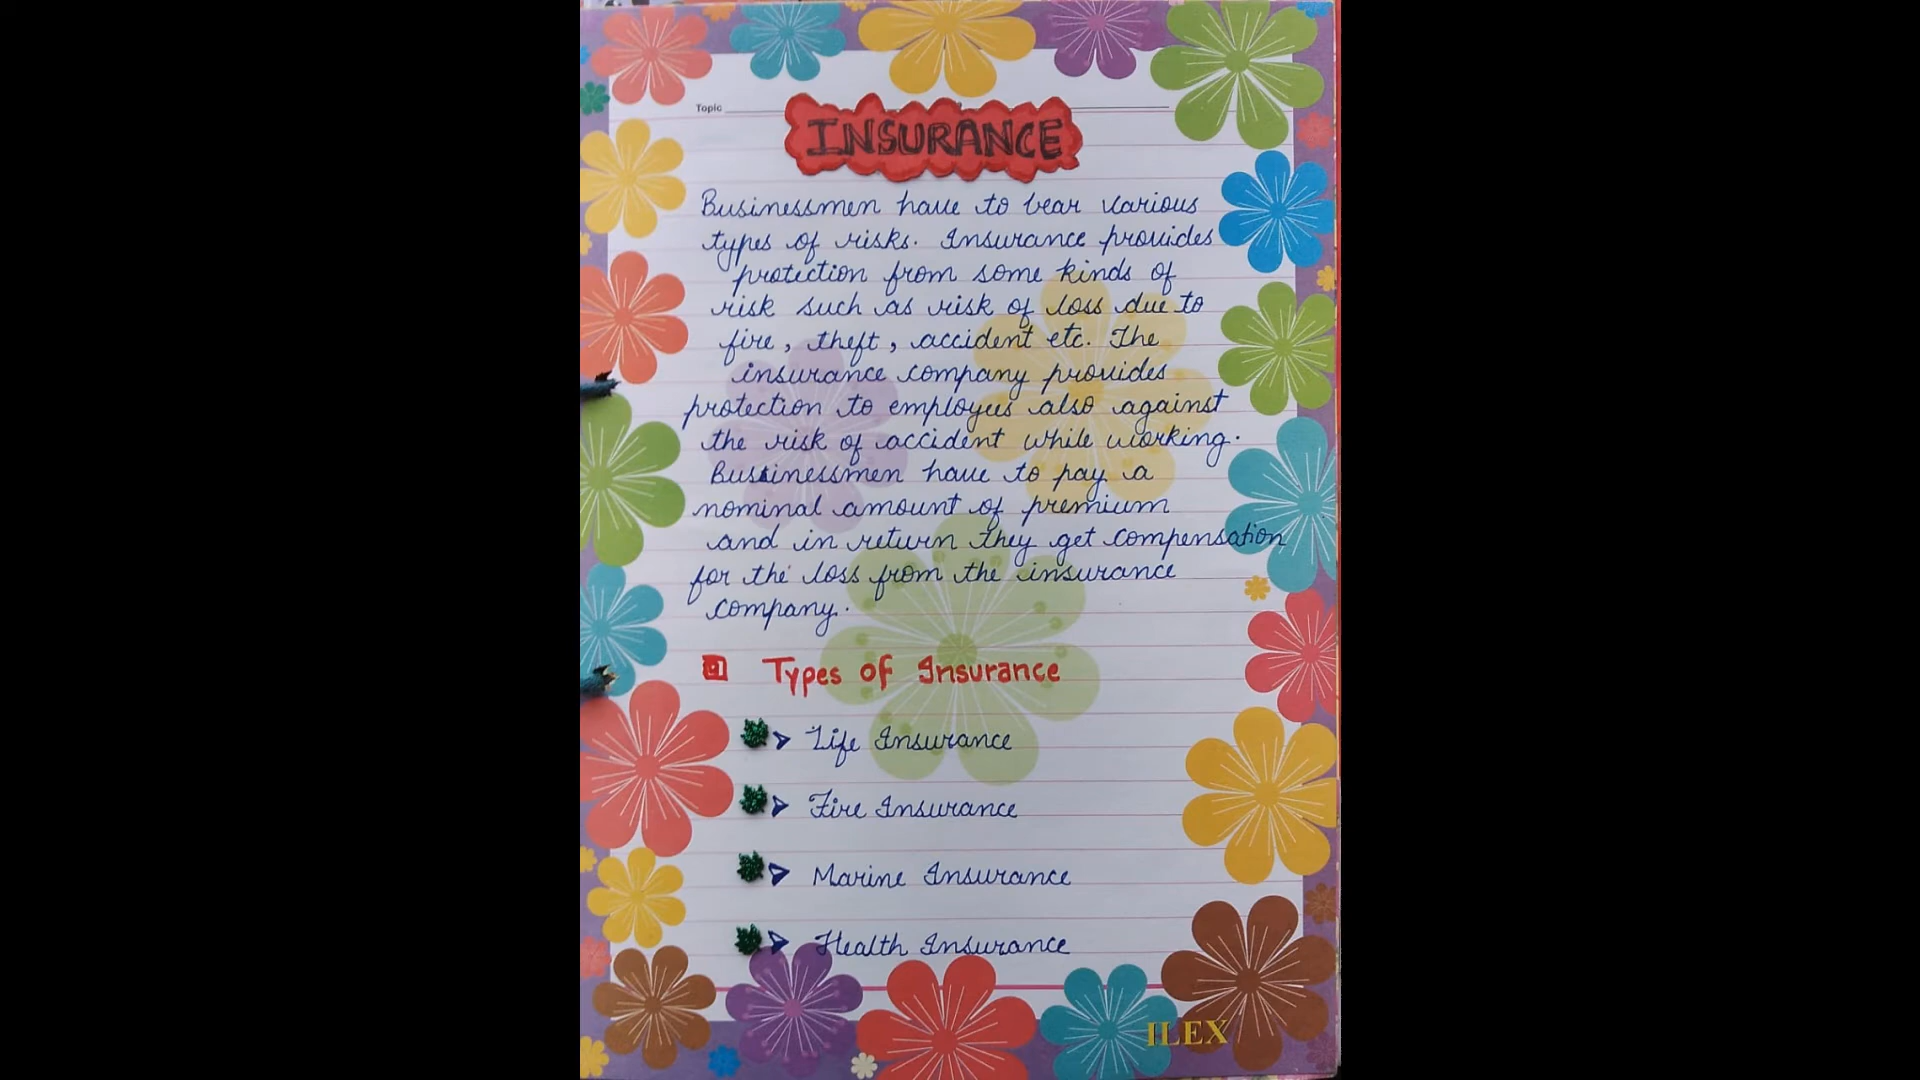 Topic
INSURANCE
Businessmen have to bear various
types of risks. Insurance provides
protection from some kinds of
risk such as risk of loss due to
fire, theft, accident etc. The
insurance company provides
protection to employees also against
the risk of accident while working.
Businessmen have to pay a
nominal amount of premium
and in return they get compensation
for the loss from the insurance
company.
Types of Insurance
Life Insurance
Fire Insurance
Marine Insurance
Health Insurance
ILEX